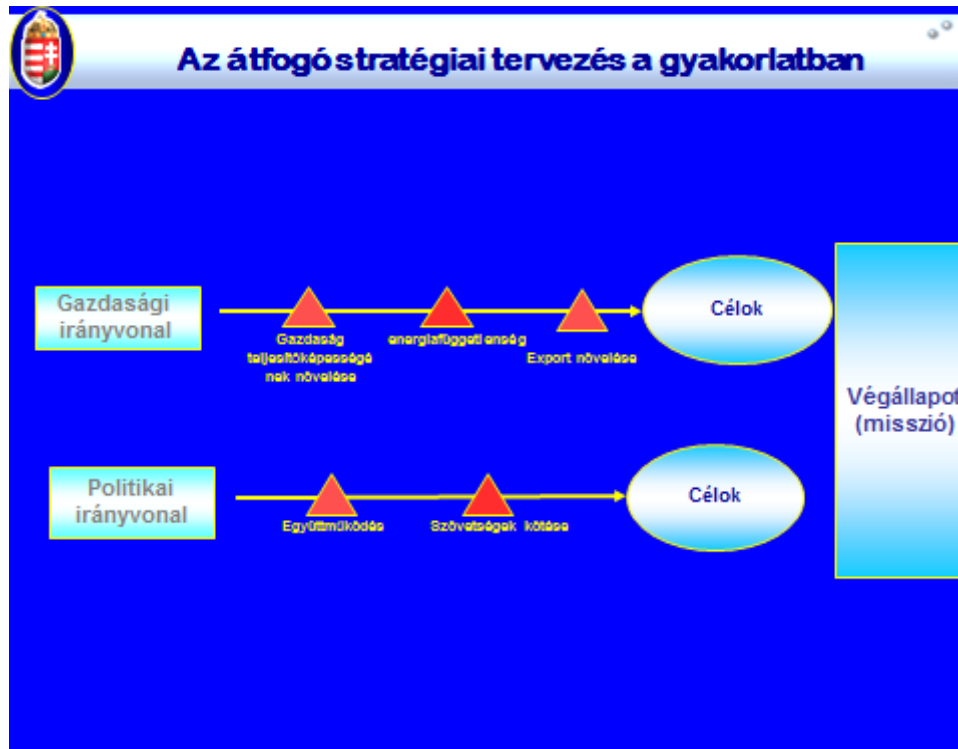 Az átfogó stratégiai tervezés a gyakorlatban
Gazdasági
irányvonal
Gazdaság
teljesítőképességé
nek növelése
energiafüggetlenség
Export növelése
Célok
Végállapot
(misszió)
Politikai
irányvonal
Együttműködés
Szövetségek kötése
Célok